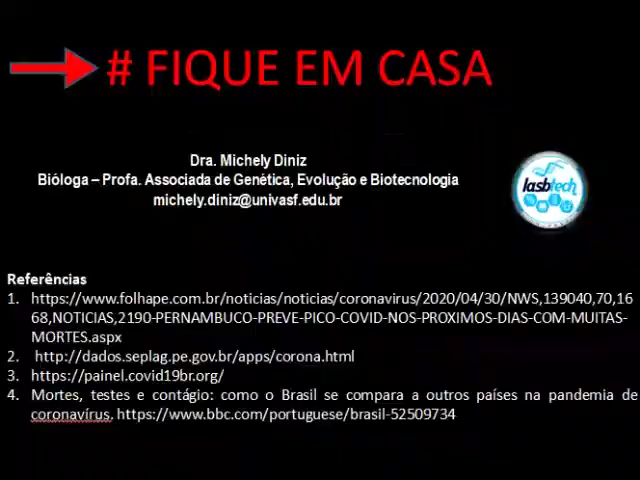 # FIQUE EM CASA
Dra. Michely Diniz
Bióloga – Profa. Associada de Genética, Evolução e Biotecnologia
michely.diniz@univasf.edu.br
lasbtech
Referências
1. https://www.folhape.com.br/noticias/noticias/coronavirus/2020/04/30/NWS,139040,70,16
68,NOTICIAS,2190-PERNAMBUCO-PREVE-PICO-COVID-NOS-PROXIMOS-DIAS-COM-MUITAS-
MORTES.aspx
2. http://dados.seplag.pe.gov.br/apps/corona.html
3. https://painel.covid19br.org/
4. Mortes, testes e contágio: como o Brasil se compara a outros países na pandemia de
coronavírus. https://www.bbc.com/portuguese/brasil-52509734